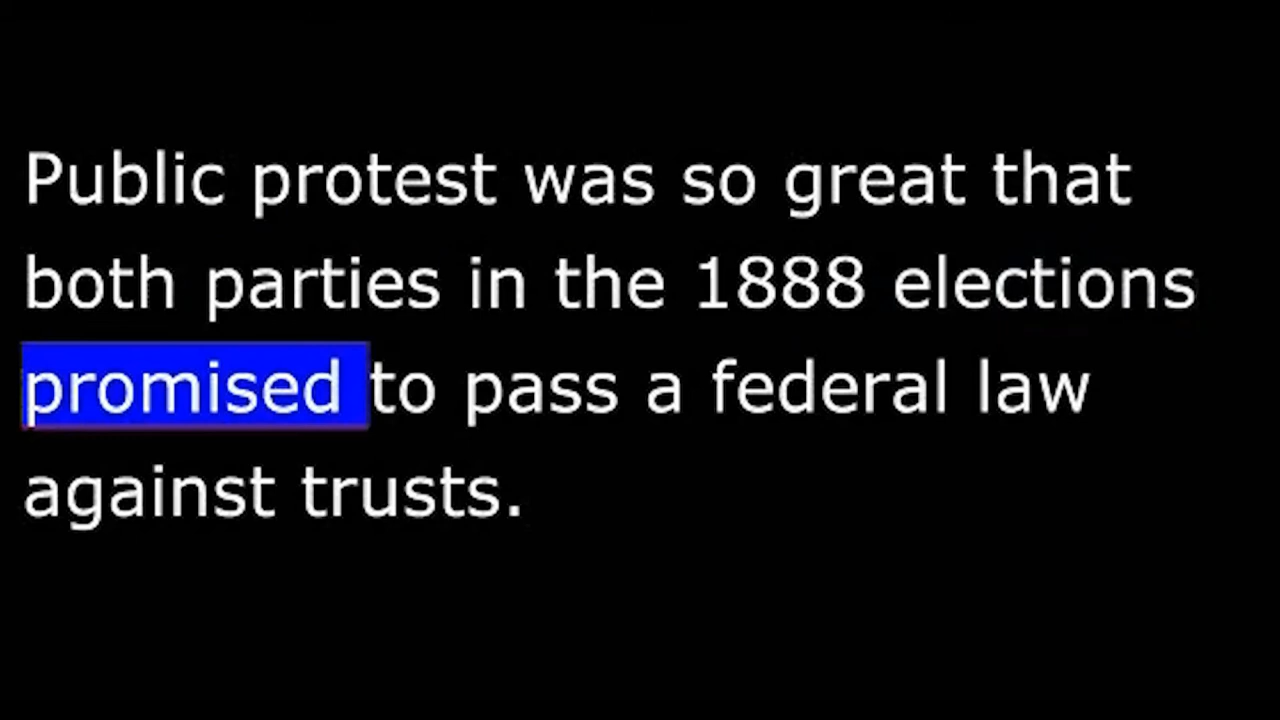 Public protest was so great that
both parties in the 1888 elections
promised to pass a federal law
against trusts.